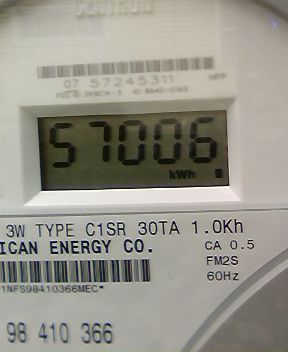 07 57245311
57006
kWh
3W TYPE C1SR 30TA 1.0Kh
ICAN ENERGY CO.
CA 0.5
FM2S
60Hz
*1NFS98410366MEC*
98 410 366